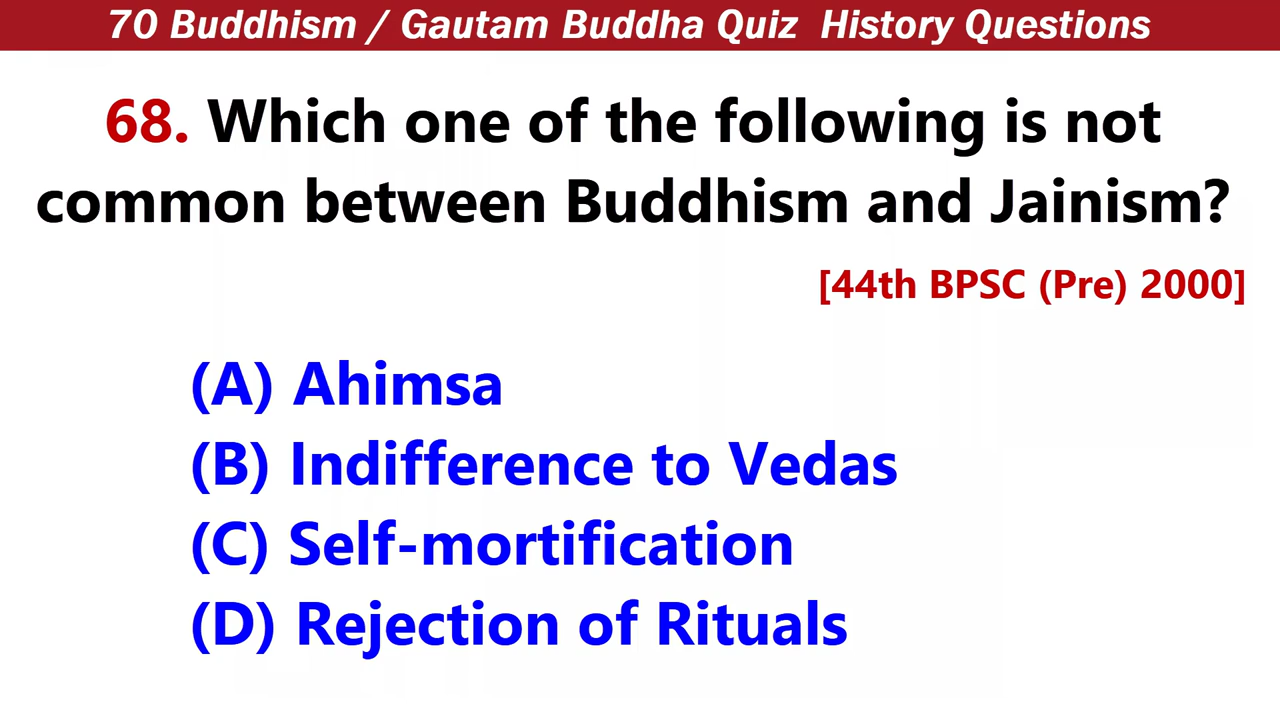 70 Buddhism / Gautam Buddha Quiz History Questions
68. Which one of the following is not
common between Buddhism and Jainism?
[44th BPSC (Pre) 2000]
(A) Ahimsa
(B) Indifference to Vedas
(C) Self-mortification
(D) Rejection of Rituals